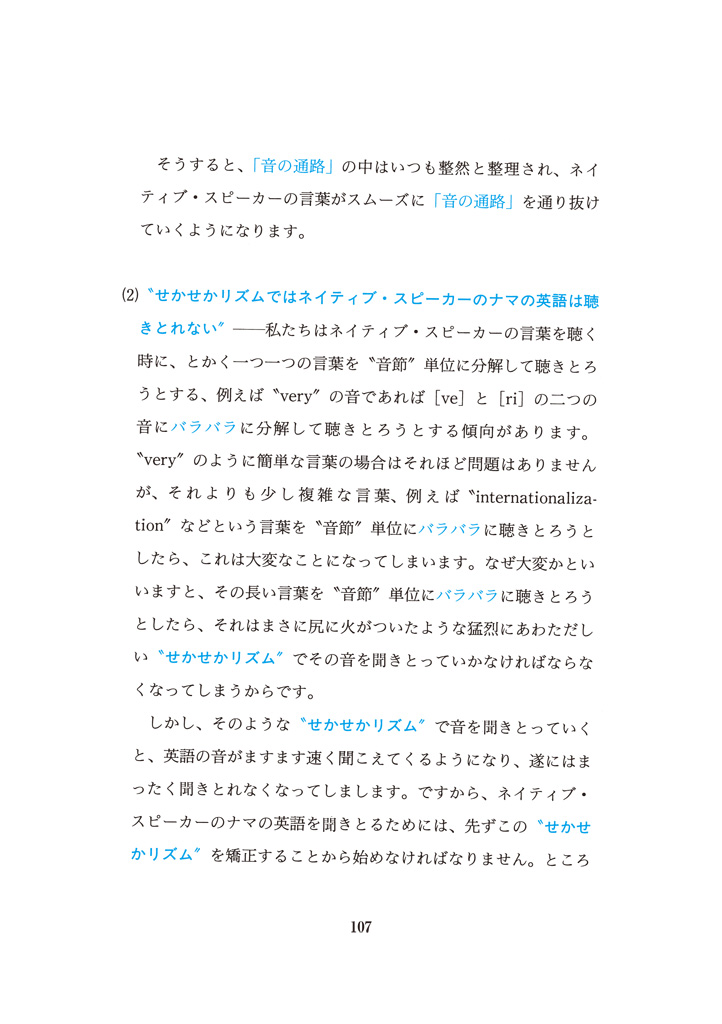 そうすると、「音の通路」の中はいつも整然と整理され、ネイ
ティブ・スピーカーの言葉がスムーズに「音の通路」を通り抜け
ていくようになります。
(2)〝せかせかリズムではネイティブ・スピーカーのナマの英語は聴
きとれない〞──私たちはネイティブ・スピーカーの言葉を聴く
時に、とかく一つ一つの言葉を〝音節〞単位に分解して聴きとろ
うとする、例えば〝very〞の音であれば［ve］と［ri］の二つの
音にバラバラに分解して聴きとろうとする傾向があります。
〝very〞のように簡単な言葉の場合はそれほど問題はありません
が、それよりも少し複雑な言葉、例えば〝internationaliza-
tion〞などという言葉を〝音節〞単位にバラバラに聴きとろうと
したら、これは大変なことになってしまいます。なぜ大変かとい
いますと、その長い言葉を〝音節〞単位にバラバラに聴きとろう
としたら、それはまさに尻に火がついたような猛烈にあわただし
い〝せかせかリズム〞でその音を聞きとっていかなければならな
くなってしまうからです。
しかし、そのような〝せかせかリズム〞で音を聞きとっていく
と、英語の音がますます速く聞こえてくるようになり、遂にはま
ったく聞きとれなくなってしまします。ですから、ネイティブ・
スピーカーのナマの英語を聞きとるためには、先ずこの〝せかせ
かリズム〞を矯正することから始めなければなりません。ところ
107